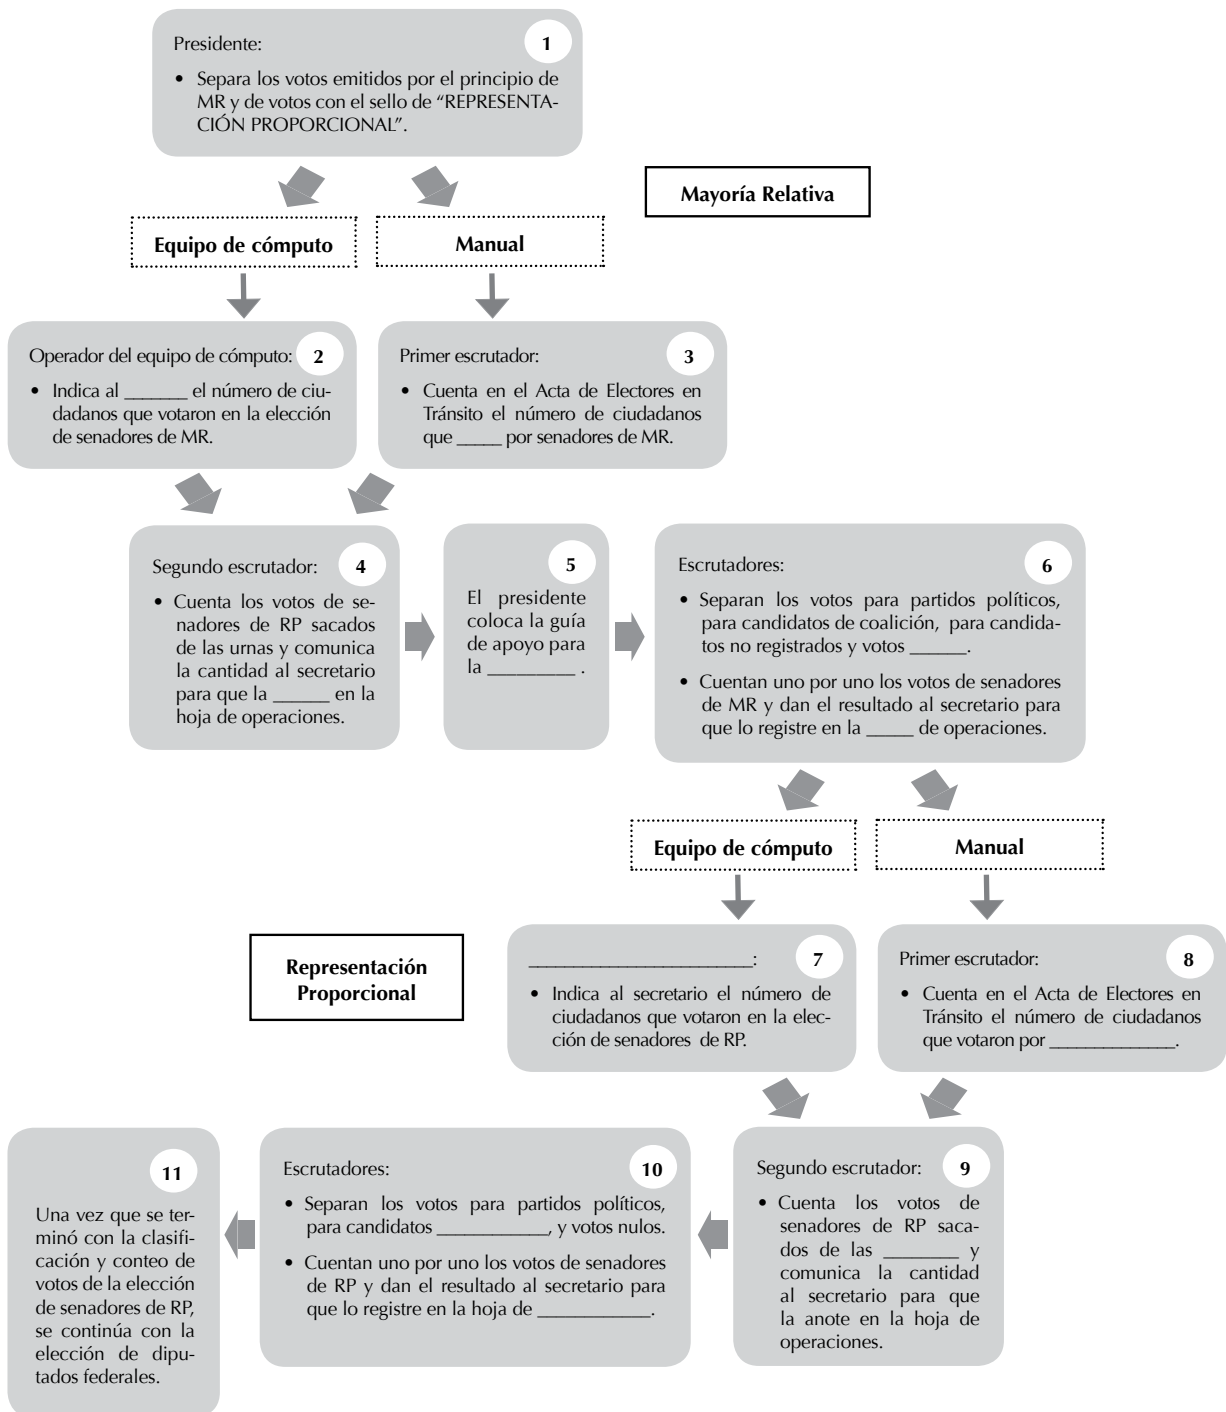 1
Presidente:
• Separa los votos emitidos por el principio de
MR y de votos con el sello de “REPRESENTA-
CIÓN PROPORCIONAL”.
Mayoría Relativa
Equipo de cómputo
Manual
Operador del equipo de cómputo: 2
• Indica al _______ el número de ciu-
dadanos que votaron en la elección
de senadores de MR.
Primer escrutador: 3
• Cuenta en el Acta de Electores en
Tránsito el número de ciudadanos
que _____ por senadores de MR.
Segundo escrutador: 4
• Cuenta los votos de se-
nadores de RP sacados
de las urnas y comunica
la cantidad al secretario
para que la ______ en la
hoja de operaciones.
5
El presidente
coloca la guía
de apoyo para
la _________ .
Escrutadores: 6
• Separan los votos para partidos políticos,
para candidatos de coalición, para candida-
tos no registrados y votos ______.
• Cuentan uno por uno los votos de senadores
de MR y dan el resultado al secretario para
que lo registre en la _____ de operaciones.
Equipo de cómputo
Manual
Representación
Proporcional
_________________________: 7
• Indica al secretario el número de
ciudadanos que votaron en la elec-
ción de senadores de RP.
Primer escrutador: 8
• Cuenta en el Acta de Electores en
Tránsito el número de ciudadanos
que votaron por ______________.
Segundo escrutador: 9
• Cuenta los votos de
senadores de RP saca-
dos de las ________ y
comunica la cantidad
al secretario para que
la anote en la hoja de
operaciones.
Escrutadores: 10
• Separan los votos para partidos políticos,
para candidatos ____________, y votos nulos.
• Cuentan uno por uno los votos de senadores
de RP y dan el resultado al secretario para
que lo registre en la hoja de ____________.
11
Una vez que se ter-
minó con la clasifi-
cación y conteo de
votos de la elección
de senadores de RP,
se continúa con la
elección de dipu-
tados federales.